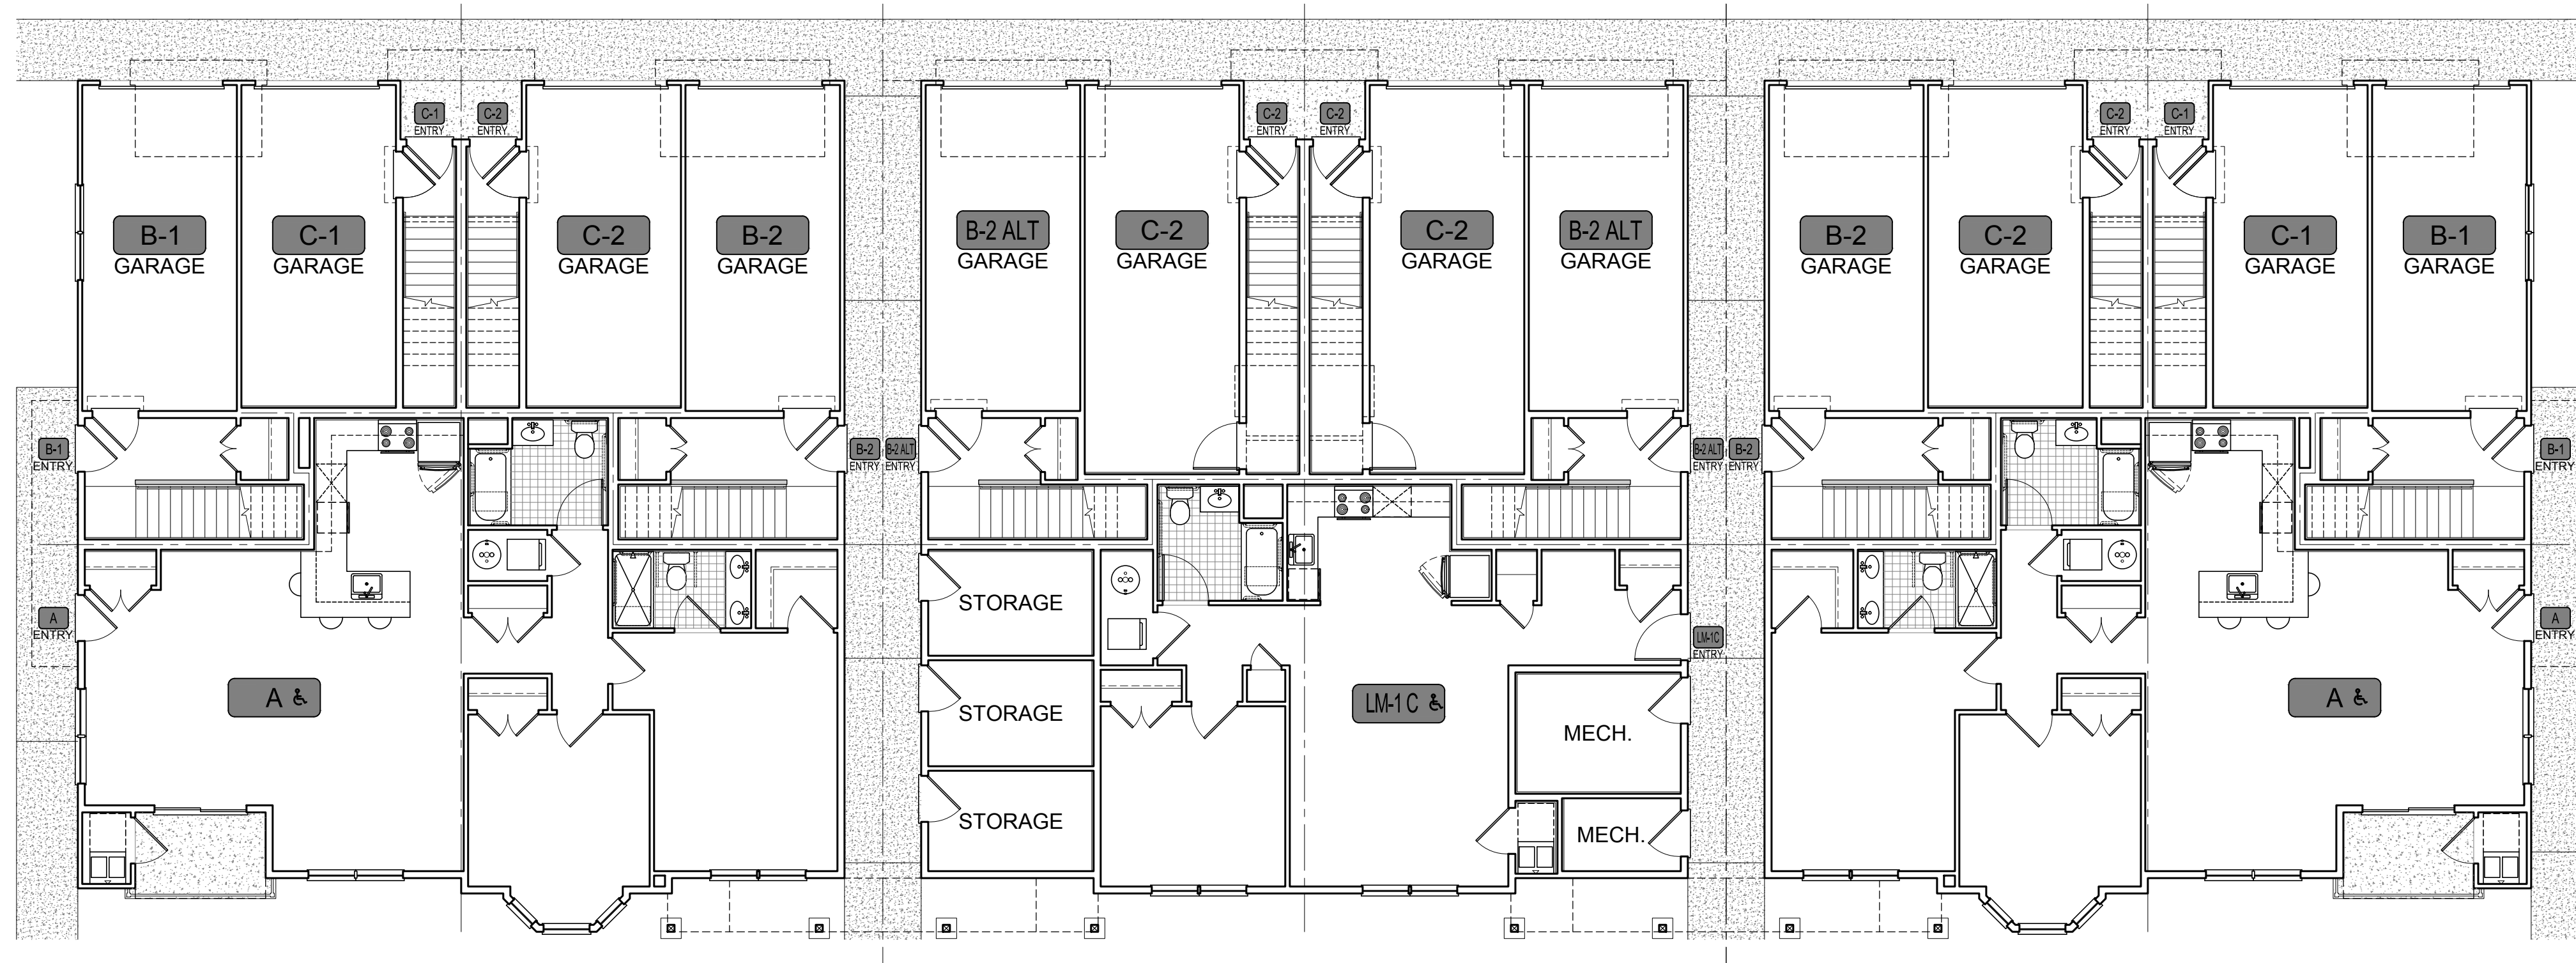 C-1
ENTRY
C-2
ENTRY
C-2
ENTRY
C-2
ENTRY
C-2
ENTRY
C-1
ENTRY
B-1
GARAGE
C-1
GARAGE
C-2
GARAGE
B-2
GARAGE
B-2 ALT
GARAGE
C-2
GARAGE
C-2
GARAGE
B-2 ALT
GARAGE
B-2
GARAGE
C-2
GARAGE
C-1
GARAGE
B-1
GARAGE
B-1
ENTRY
B-2
ENTRY
B-2 ALT
ENTRY
B-2 ALT
ENTRY
B-2
ENTRY
B-1
ENTRY
A
ENTRY
STORAGE
LM-1C
ENTRY
A
ENTRY
A
STORAGE
LM-1 C
MECH.
A
STORAGE
MECH.